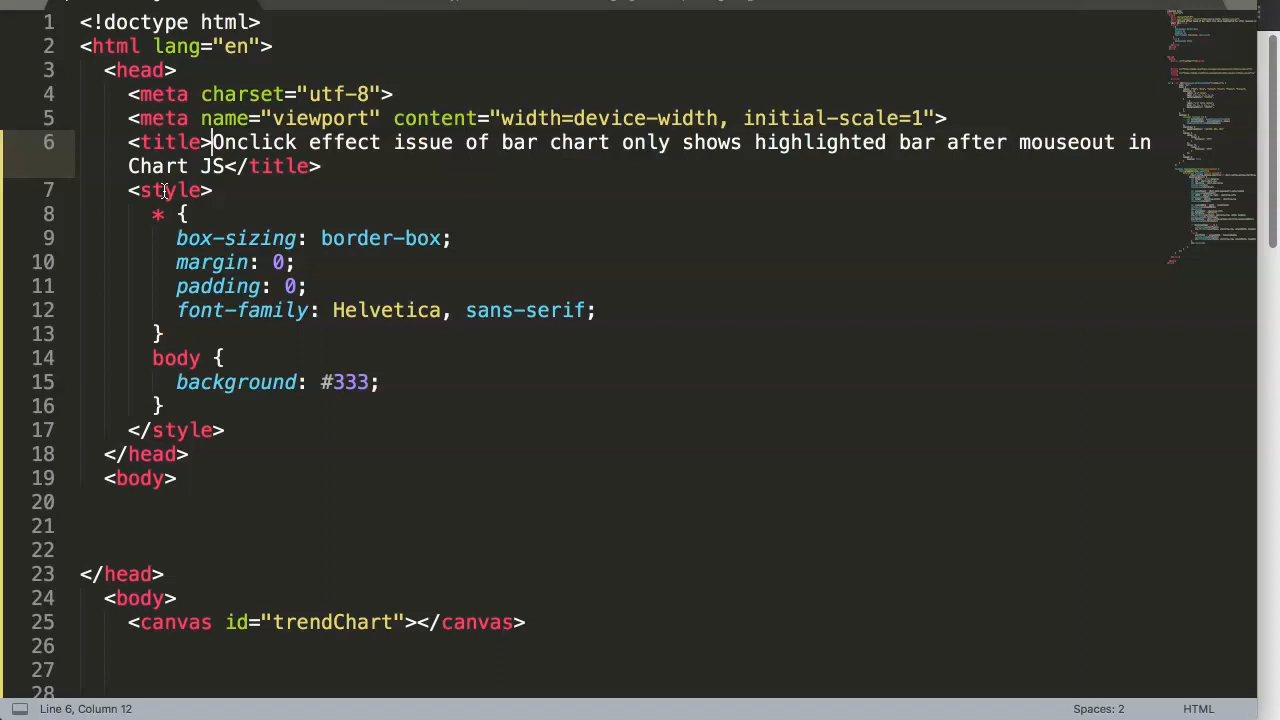 1 <!doctype html>
2 <html lang="en">
3 <head>
4 <meta charset="utf-8">
5 <meta name="viewport" content="width=device-width, initial-scale=1">
6 <title>Onclick effect issue of bar chart only shows highlighted bar after mouseout in
Chart JS</title>
7 <style>
8 * {
9 box-sizing: border-box;
10 margin: 0;
11 padding: 0;
12 font-family: Helvetica, sans-serif;
13 }
14 body {
15 background: #333;
16 }
17 </style>
18 </head>
19 <body>
20
21
22
23 </head>
24 <body>
25 <canvas id="trendChart"></canvas>
26
27
28
Line 6, Column 12 Spaces: 2 HTML